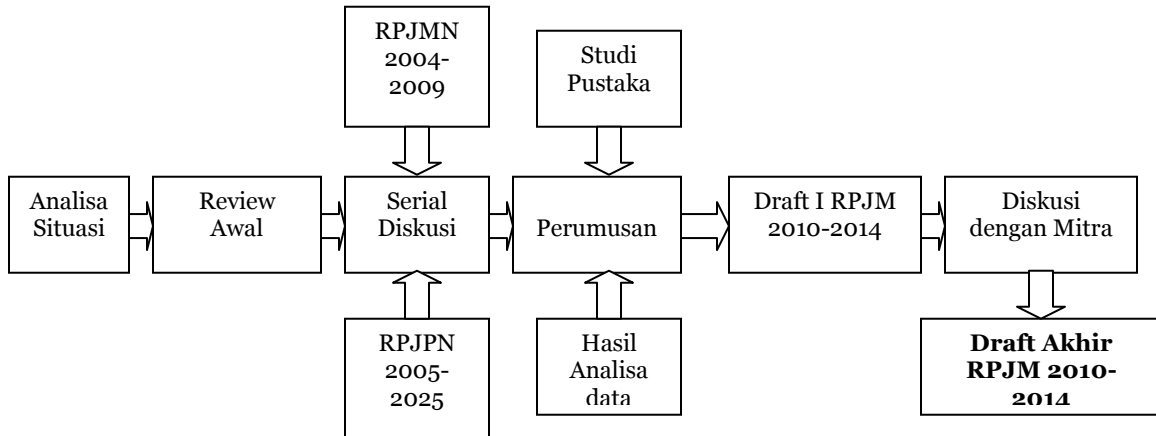 RPJMN
2004-
2009
Studi
Pustaka
Analisa
Situasi
Review
Awal
Serial
Diskusi
Perumusan
Draft I RPJM
2010-2014
Diskusi
dengan Mitra
RPJPN
2005-
2025
Hasil
Analisa
data
Draft Akhir
RPJM 2010-
2014